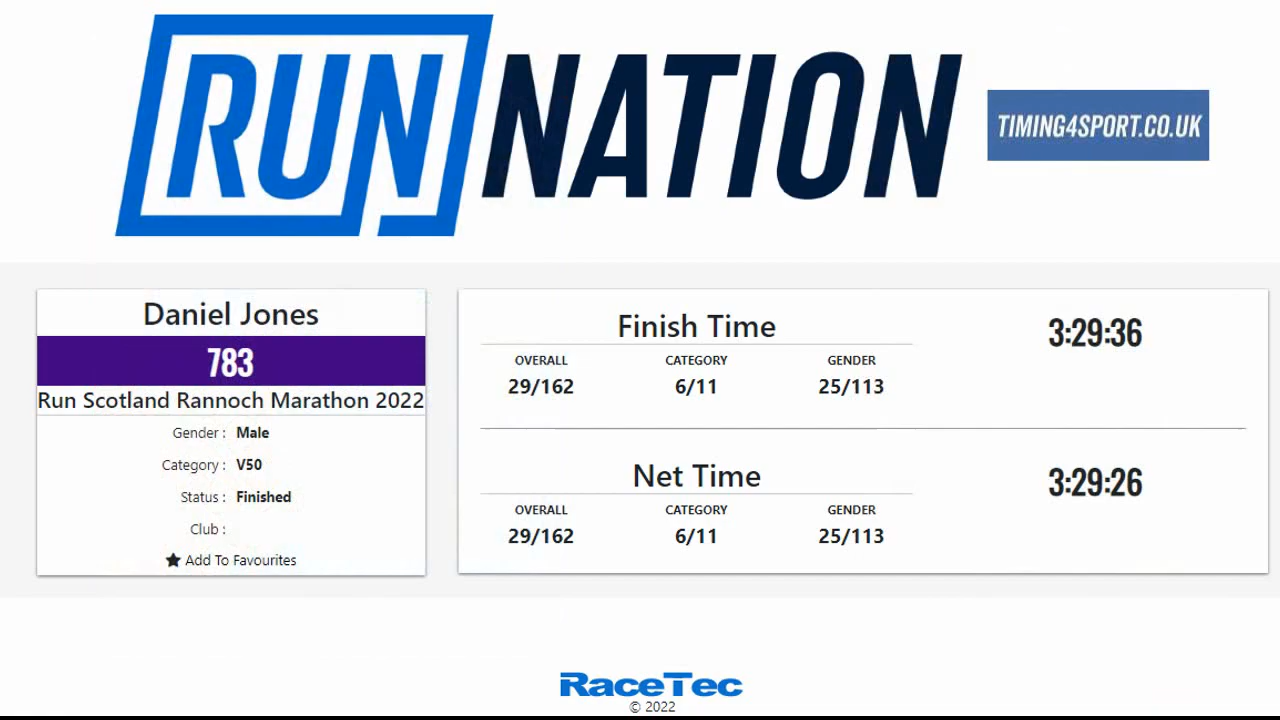 RUN NATION
TIMING4SPORT.CO.UK
Daniel Jones
783
Run Scotland Rannoch Marathon 2022
Gender : Male
Category : V50
Status : Finished
Club :
★ Add To Favourites
Finish Time
3:29:36
OVERALL CATEGORY GENDER
29/162 6/11 25/113
Net Time
3:29:26
OVERALL CATEGORY GENDER
29/162 6/11 25/113
RaceTec
© 2022